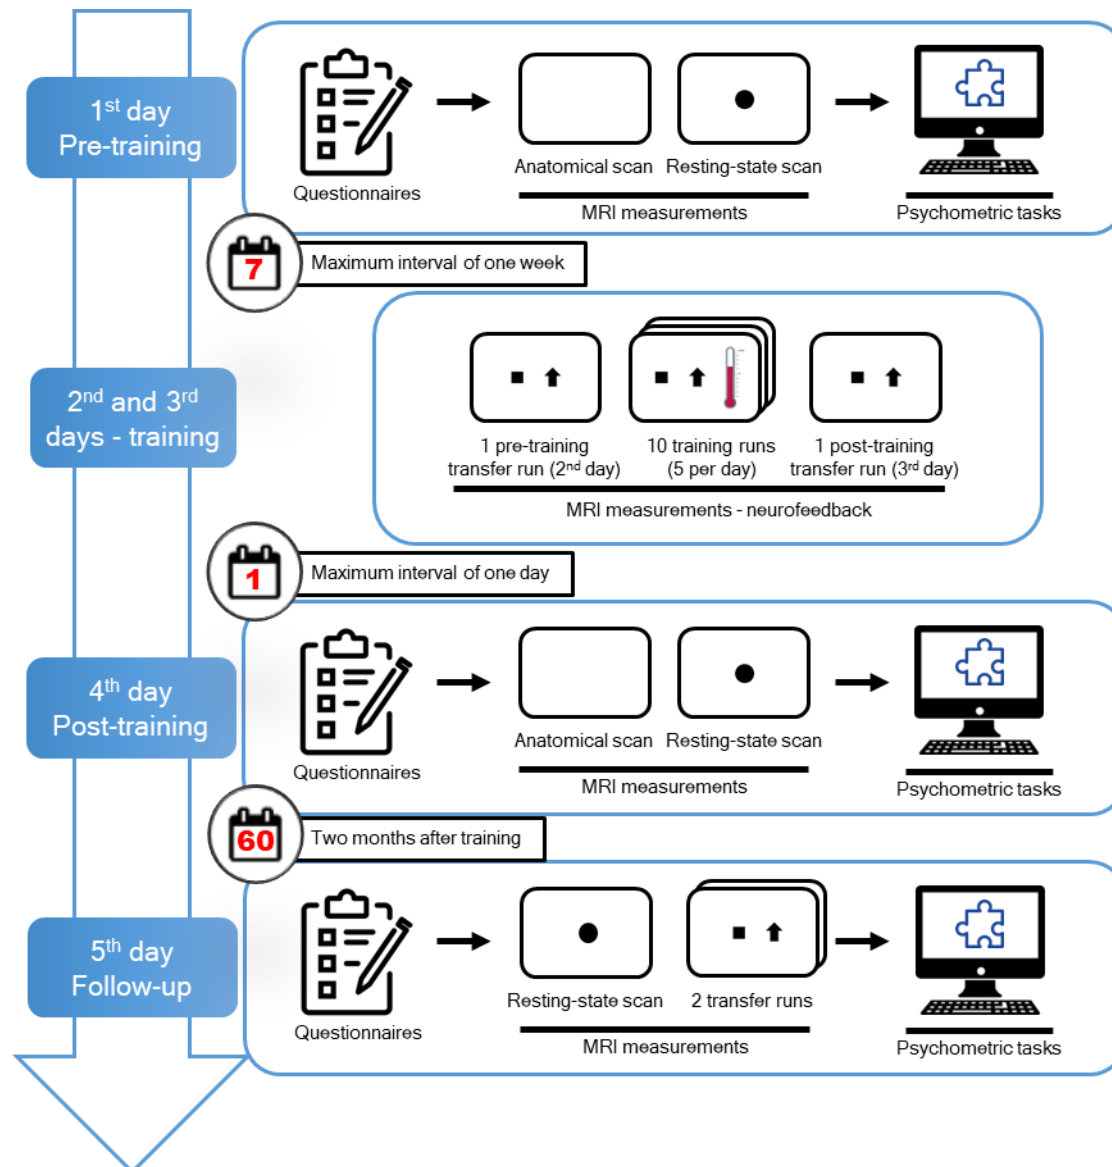 1st day
Pre-training
Questionnaires
Anatomical scan
Resting-state scan
MRI measurements
Psychometric tasks
7
Maximum interval of one week
2nd and 3rd
days - training
1 pre-training
transfer run (2nd day)
10 training runs
(5 per day)
1 post-training
transfer run (3rd day)
MRI measurements - neurofeedback
1
Maximum interval of one day
4th day
Post-training
Questionnaires
Anatomical scan
Resting-state scan
MRI measurements
Psychometric tasks
60
Two months after training
5th day
Follow-up
Questionnaires
Resting-state scan
2 transfer runs
MRI measurements
Psychometric tasks